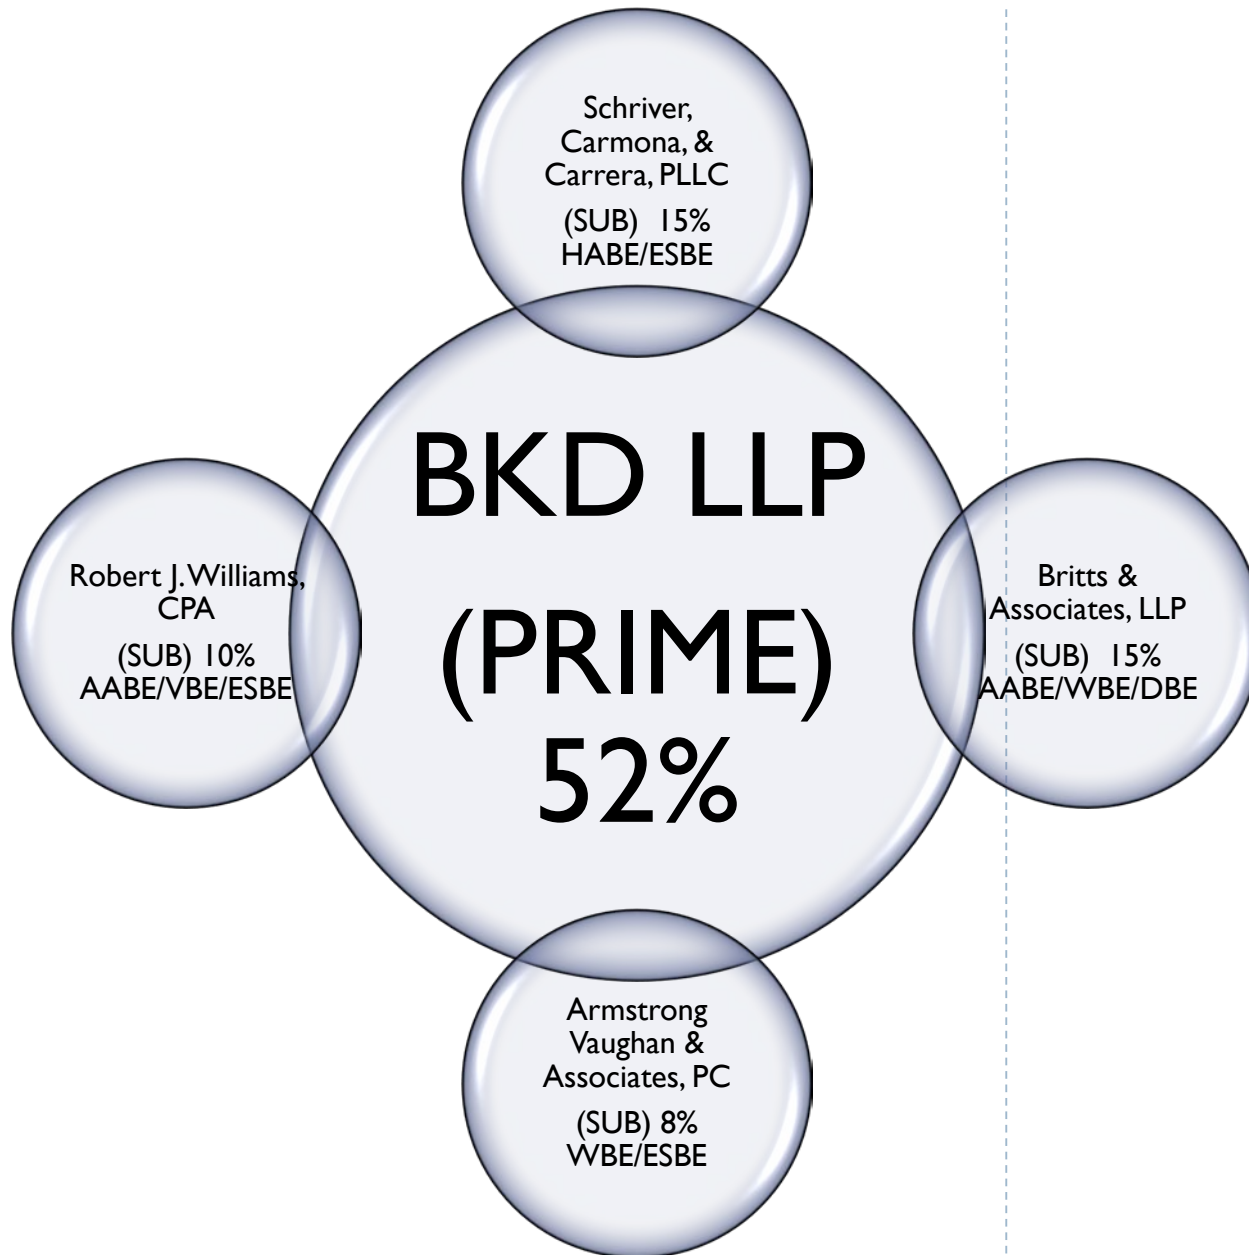 Schriver,
Carmona, &
Carrera, PLLC
(SUB) 15%
HABE/ESBE
BKD LLP
(PRIME)
52%
Robert J. Williams,
CPA
(SUB) 10%
AABE/VBE/ESBE
Britts &
Associates, LLP
(SUB) 15%
AABE/WBE/DBE
Armstrong
Vaughan &
Associates, PC
(SUB) 8%
WBE/ESBE